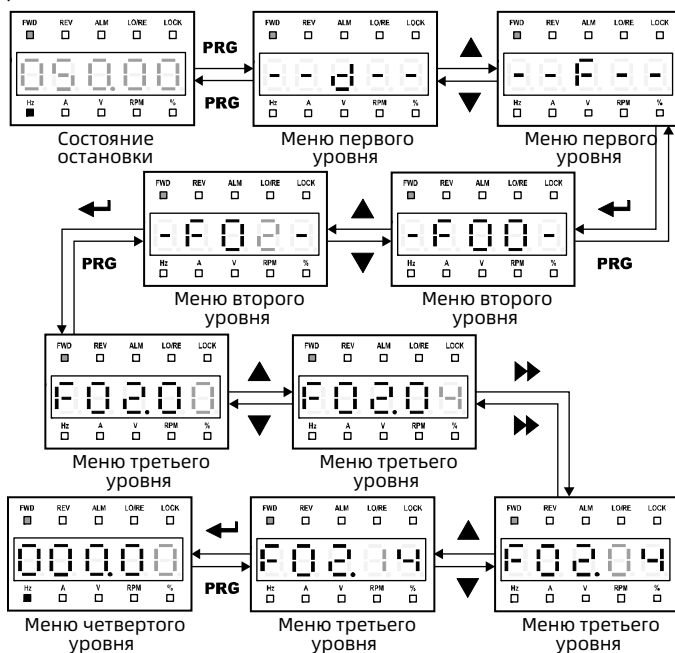 FWD REV ALM LO/RE LOCK
050.00
Hz A V RPM %
Состояние
остановки
PRG
PRG
FWD REV ALM LO/RE LOCK
--d--
Hz A V RPM %
Меню первого
уровня
FWD REV ALM LO/RE LOCK
--F--
Hz A V RPM %
Меню первого
уровня
FWD REV ALM LO/RE LOCK
-F02-
Hz A V RPM %
Меню второго
уровня
PRG
FWD REV ALM LO/RE LOCK
-F00-
Hz A V RPM %
Меню второго
уровня
PRG
FWD REV ALM LO/RE LOCK
F02.00
Hz A V RPM %
Меню третьего
уровня
FWD REV ALM LO/RE LOCK
F02.04
Hz A V RPM %
Меню третьего
уровня
FWD REV ALM LO/RE LOCK
000.00
Hz A V RPM %
Меню четвертого
уровня
PRG
FWD REV ALM LO/RE LOCK
F02.14
Hz A V RPM %
Меню третьего
уровня
FWD REV ALM LO/RE LOCK
F02.04
Hz A V RPM %
Меню третьего
уровня